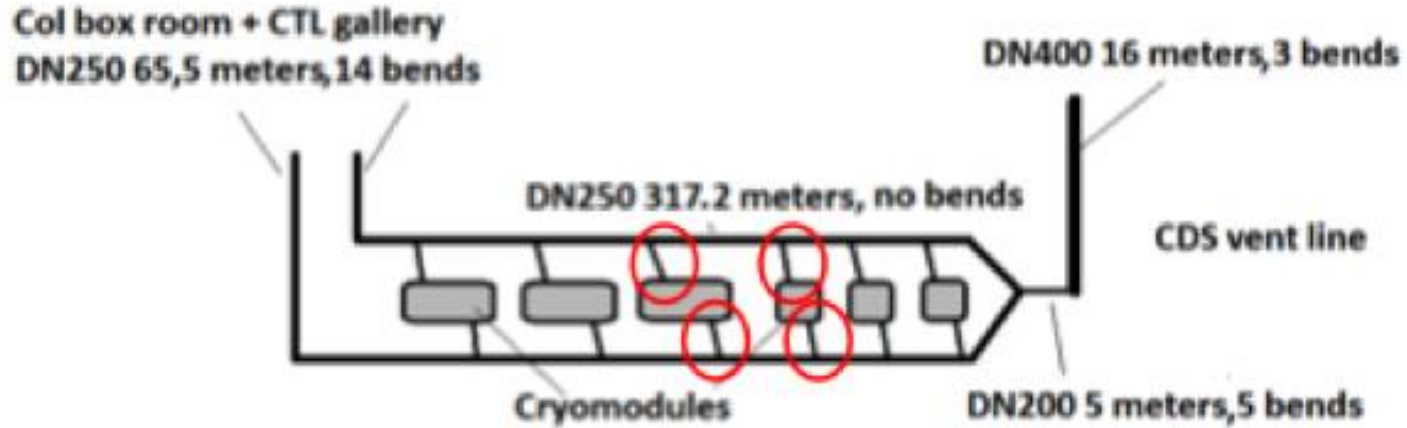 Col box room + CTL gallery
DN250 65,5 meters,14 bends
DN400 16 meters,3 bends
DN250 317.2 meters, no bends
CDS vent line
Cryomodules
DN200 5 meters,5 bends